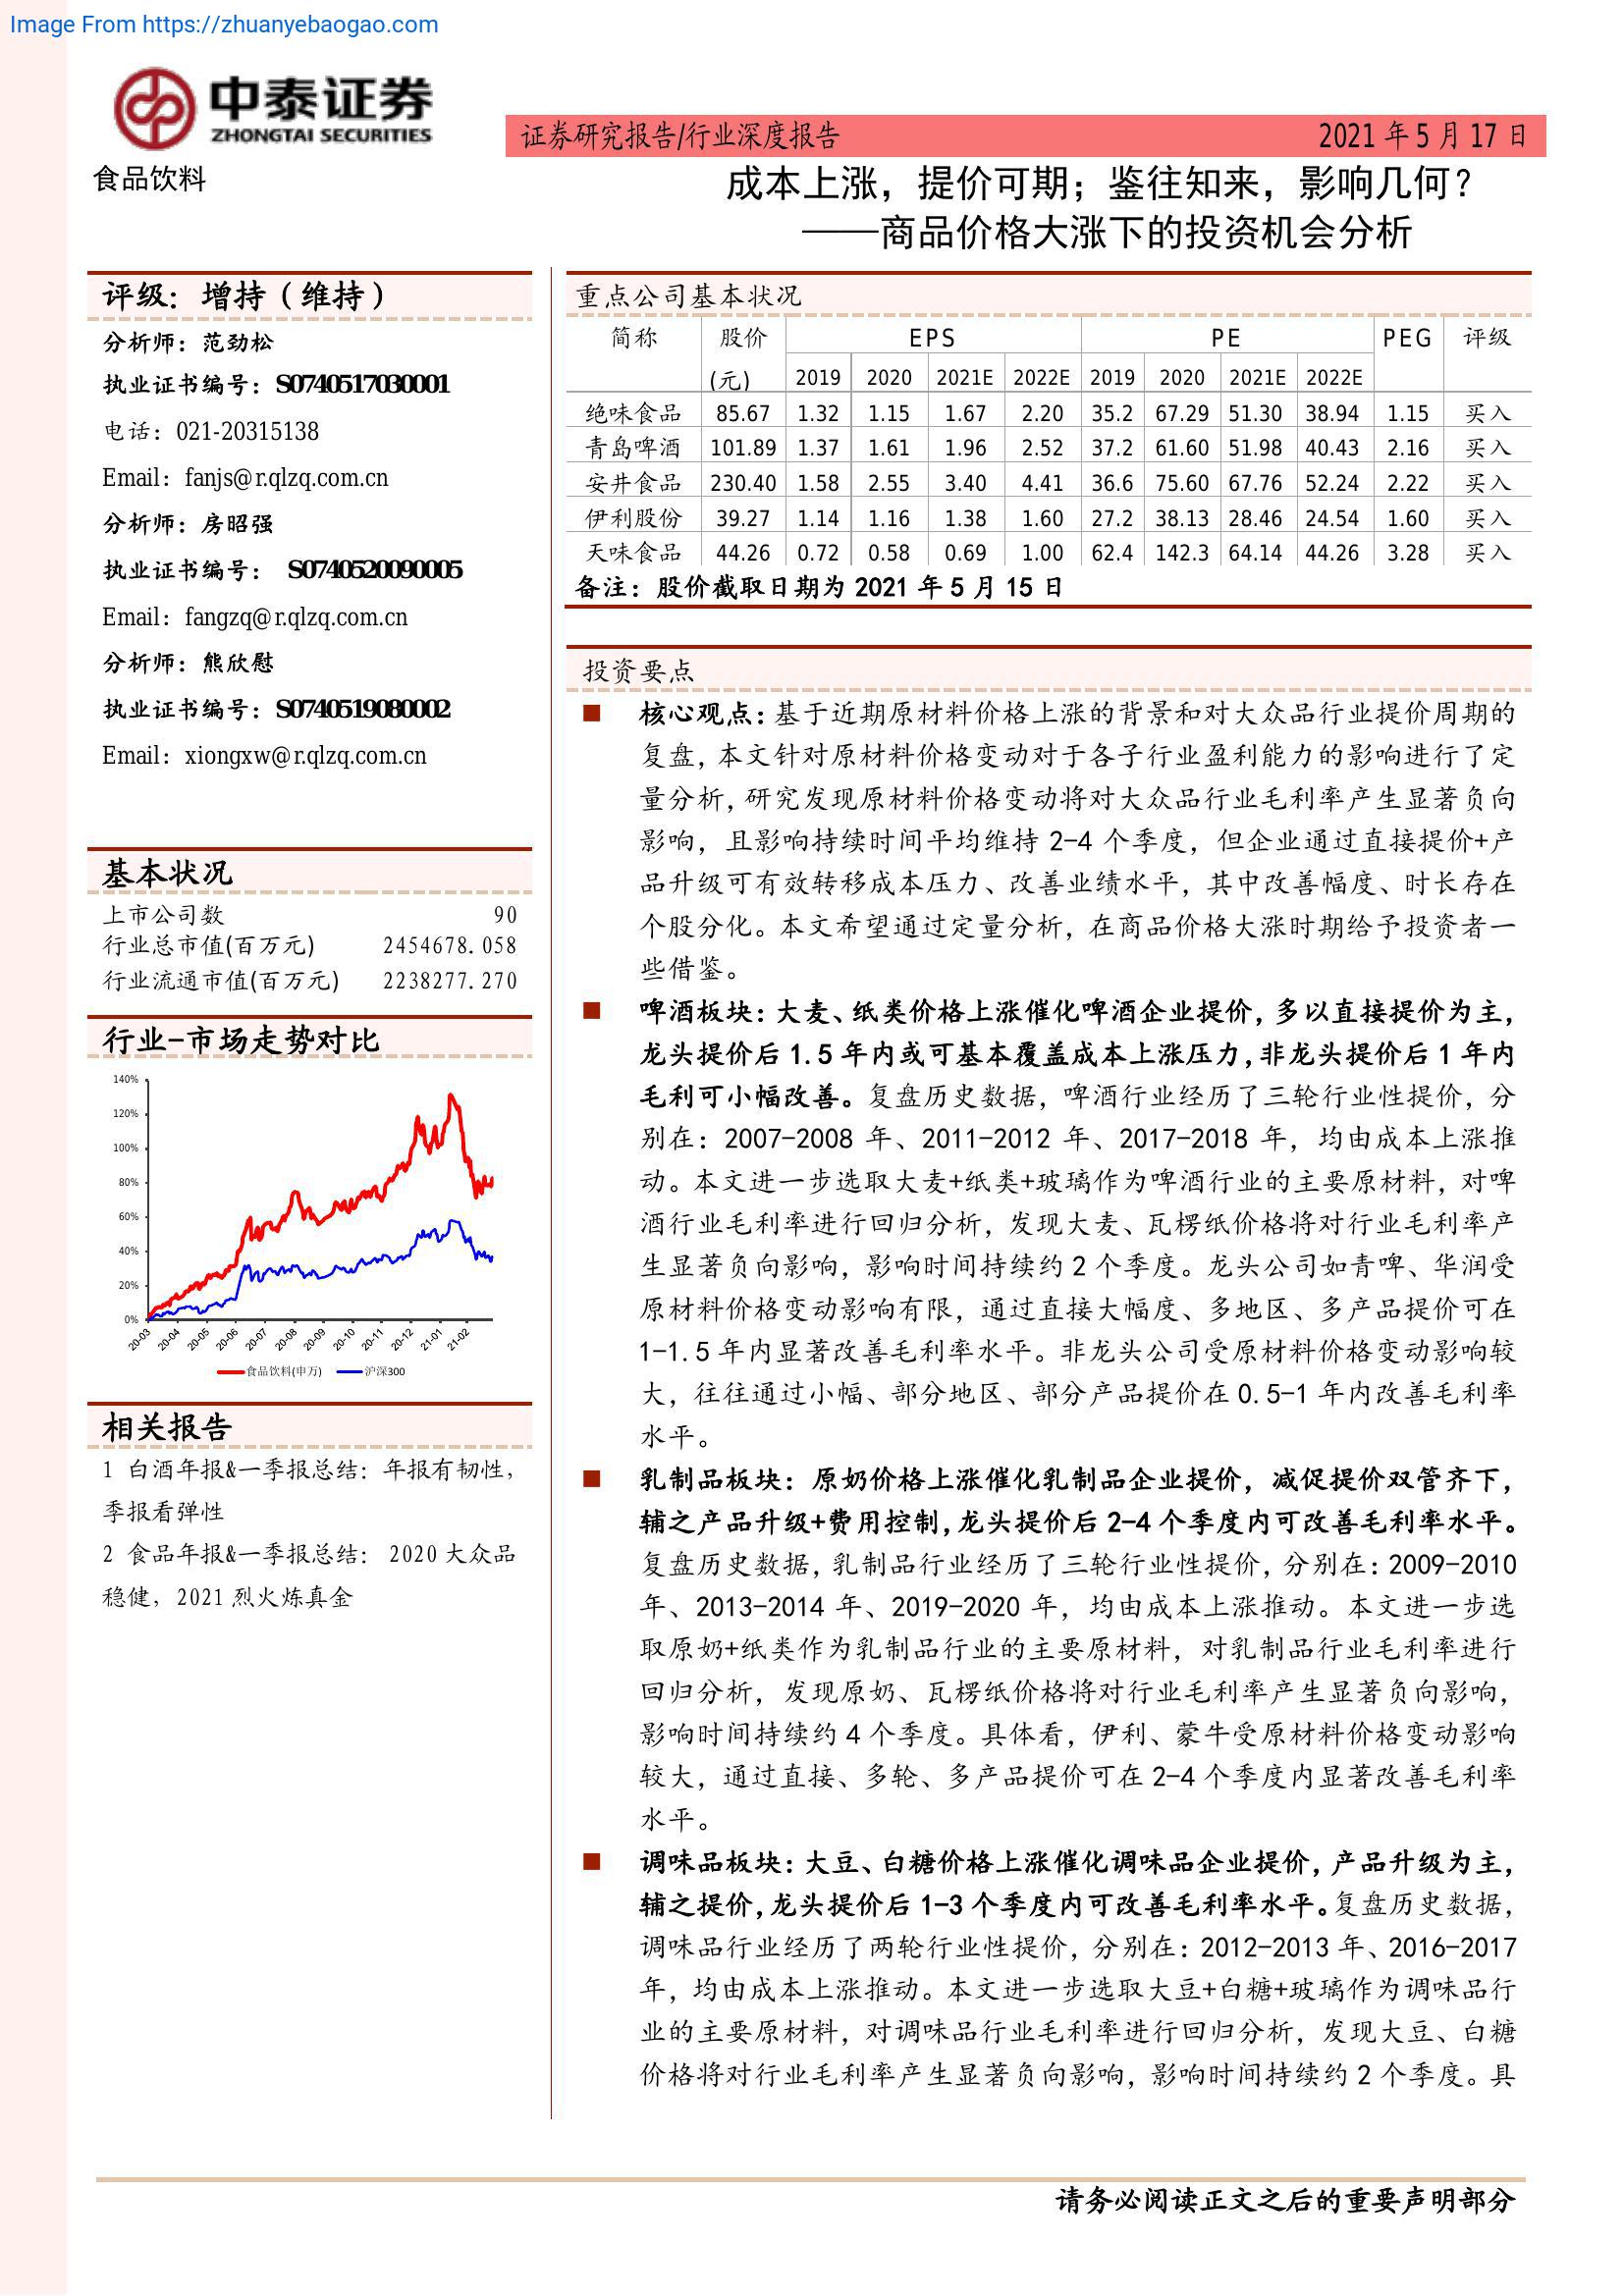 Image From https://zhuanyebaogao.com
中泰证券
ZHONGTAI SECURITIES
食品饮料
证券研究报告/行业深度报告 2021 年 5 月 17 日
成本上涨，提价可期；鉴往知来，影响几何？
——商品价格大涨下的投资机会分析
评级：增持（维持）
分析师：范劲松
执业证书编号：S0740517030001
电话：021-20315138
Email：fanjs@r.qlzq.com.cn
分析师：房昭强
执业证书编号： S0740520090005
Email：fangzq@r.qlzq.com.cn
分析师：熊欣慰
执业证书编号：S0740519080002
Email：xiongxw@r.qlzq.com.cn
基本状况
上市公司数 90
行业总市值(百万元) 2454678.058
行业流通市值(百万元) 2238277.270
行业-市场走势对比
140%
120%
100%
80%
60%
40%
20%
0%
20-03 20-04 20-05 20-06 20-07 20-08 20-09 20-10 20-11 20-12 21-01 21-02
食品饮料(申万) 沪深300
相关报告
1 白酒年报&一季报总结：年报有韧性，
季报看弹性
2 食品年报&一季报总结： 2020 大众品
稳健，2021 烈火炼真金
重点公司基本状况
简称 股价 EPS PE PEG 评级
(元) 2019 2020 2021E 2022E 2019 2020 2021E 2022E
绝味食品 85.67 1.32 1.15 1.67 2.20 35.2 67.29 51.30 38.94 1.15 买入
青岛啤酒 101.89 1.37 1.61 1.96 2.52 37.2 61.60 51.98 40.43 2.16 买入
安井食品 230.40 1.58 2.55 3.40 4.41 36.6 75.60 67.76 52.24 2.22 买入
伊利股份 39.27 1.14 1.16 1.38 1.60 27.2 38.13 28.46 24.54 1.60 买入
天味食品 44.26 0.72 0.58 0.69 1.00 62.4 142.3 64.14 44.26 3.28 买入
备注：股价截取日期为 2021 年 5 月 15 日
投资要点
核心观点：基于近期原材料价格上涨的背景和对大众品行业提价周期的
复盘，本文针对原材料价格变动对于各子行业盈利能力的影响进行了定
量分析，研究发现原材料价格变动将对大众品行业毛利率产生显著负向
影响，且影响持续时间平均维持 2-4 个季度，但企业通过直接提价+产
品升级可有效转移成本压力、改善业绩水平，其中改善幅度、时长存在
个股分化。本文希望通过定量分析，在商品价格大涨时期给予投资者一
些借鉴。
啤酒板块：大麦、纸类价格上涨催化啤酒企业提价，多以直接提价为主，
龙头提价后 1.5 年内或可基本覆盖成本上涨压力，非龙头提价后 1 年内
毛利可小幅改善。复盘历史数据，啤酒行业经历了三轮行业性提价，分
别在：2007-2008 年、2011-2012 年、2017-2018 年，均由成本上涨推
动。本文进一步选取大麦+纸类+玻璃作为啤酒行业的主要原材料，对啤
酒行业毛利率进行回归分析，发现大麦、瓦楞纸价格将对行业毛利率产
生显著负向影响，影响时间持续约 2 个季度。龙头公司如青啤、华润受
原材料价格变动影响有限，通过直接大幅度、多地区、多产品提价可在
1-1.5 年内显著改善毛利率水平。非龙头公司受原材料价格变动影响较
大，往往通过小幅、部分地区、部分产品提价在 0.5-1 年内改善毛利率
水平。
乳制品板块：原奶价格上涨催化乳制品企业提价，减促提价双管齐下，
辅之产品升级+费用控制，龙头提价后 2-4 个季度内可改善毛利率水平。
复盘历史数据，乳制品行业经历了三轮行业性提价，分别在：2009-2010
年、2013-2014 年、2019-2020 年，均由成本上涨推动。本文进一步选
取原奶+纸类作为乳制品行业的主要原材料，对乳制品行业毛利率进行
回归分析，发现原奶、瓦楞纸价格将对行业毛利率产生显著负向影响，
影响时间持续约 4 个季度。具体看，伊利、蒙牛受原材料价格变动影响
较大，通过直接、多轮、多产品提价可在 2-4 个季度内显著改善毛利率
水平。
调味品板块：大豆、白糖价格上涨催化调味品企业提价，产品升级为主，
辅之提价，龙头提价后 1-3 个季度内可改善毛利率水平。复盘历史数据，
调味品行业经历了两轮行业性提价，分别在：2012-2013 年、2016-2017
年，均由成本上涨推动。本文进一步选取大豆+白糖+玻璃作为调味品行
业的主要原材料，对调味品行业毛利率进行回归分析，发现大豆、白糖
价格将对行业毛利率产生显著负向影响，影响时间持续约 2 个季度。具
请务必阅读正文之后的重要声明部分